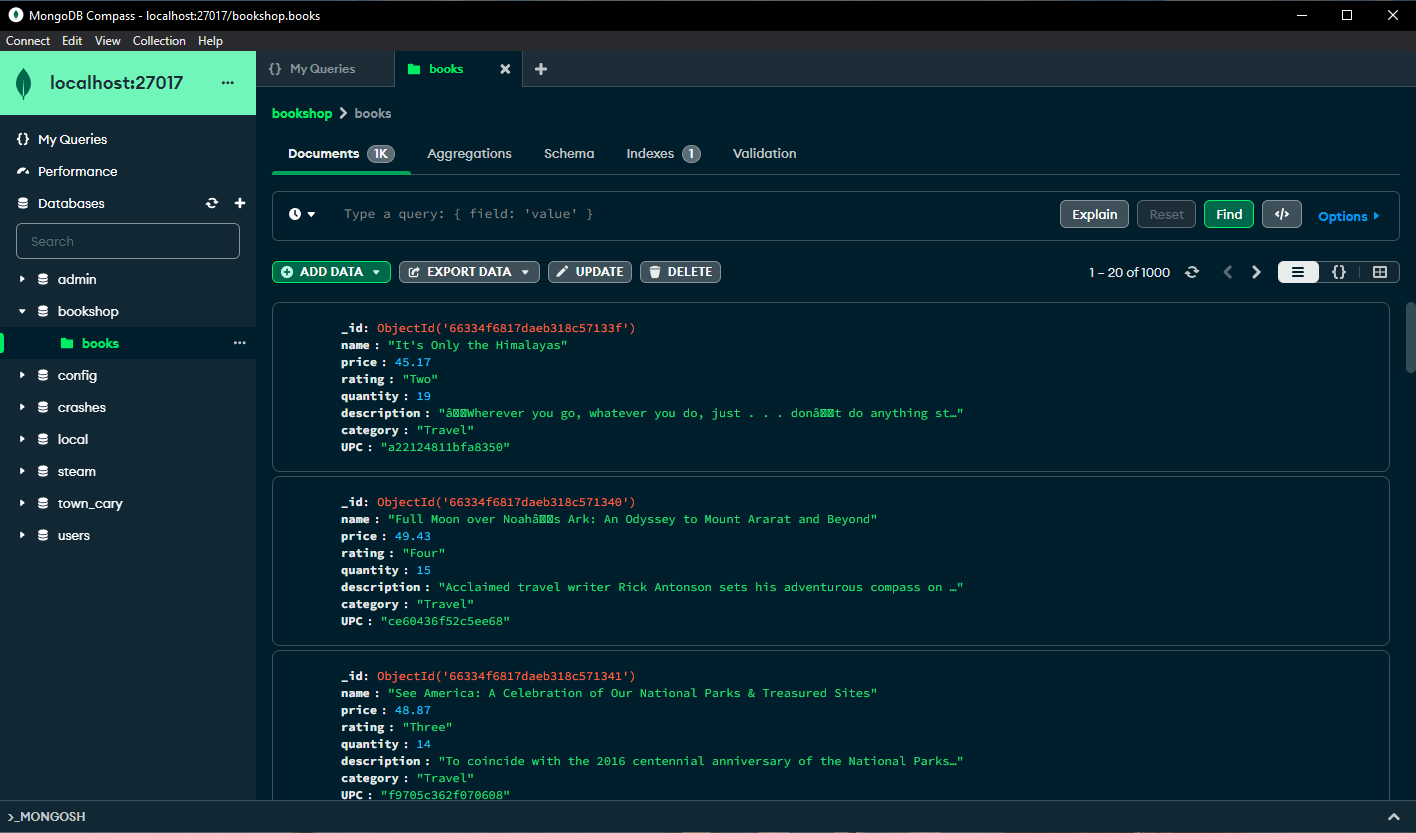 MongoDB Compass - localhost:27017/bookshop.books
Connect Edit View Collection Help
localhost:27017 ...
{} My Queries
Performance
Databases
Search
admin
bookshop
books ...
config
crashes
local
steam
town_cary
users
{} My Queries
books
bookshop > books
Documents 1K Aggregations Schema Indexes 1 Validation
Type a query: { field: 'value' }
Explain Reset Find </> Options
ADD DATA EXPORT DATA UPDATE DELETE
1 – 20 of 1000 {}
_id: ObjectId('66334f6817daeb318c57133f')
name : "It's Only the Himalayas"
price : 45.17
rating : "Two"
quantity : 19
description : "â��Wherever you go, whatever you do, just . . . donâ��t do anything st…"
category : "Travel"
UPC : "a22124811bfa8350"
_id: ObjectId('66334f6817daeb318c571340')
name : "Full Moon over Noahâ��s Ark: An Odyssey to Mount Ararat and Beyond"
price : 49.43
rating : "Four"
quantity : 15
description : "Acclaimed travel writer Rick Antonson sets his adventurous compass on …"
category : "Travel"
UPC : "ce60436f52c5ee68"
_id: ObjectId('66334f6817daeb318c571341')
name : "See America: A Celebration of Our National Parks & Treasured Sites"
price : 48.87
rating : "Three"
quantity : 14
description : "To coincide with the 2016 centennial anniversary of the National Parks…"
category : "Travel"
UPC : "f9705c362f070608"
>_MONGOSH